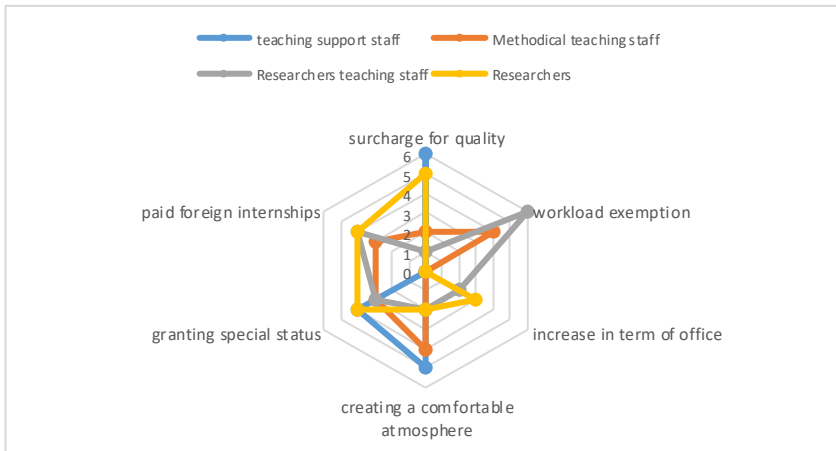 teaching support staff
Methodical teaching staff
Researchers teaching staff
Researchers
surcharge for quality
6
5
paid foreign internships
4
workload exemption
3
2
1
0
granting special status
increase in term of office
creating a comfortable
atmosphere